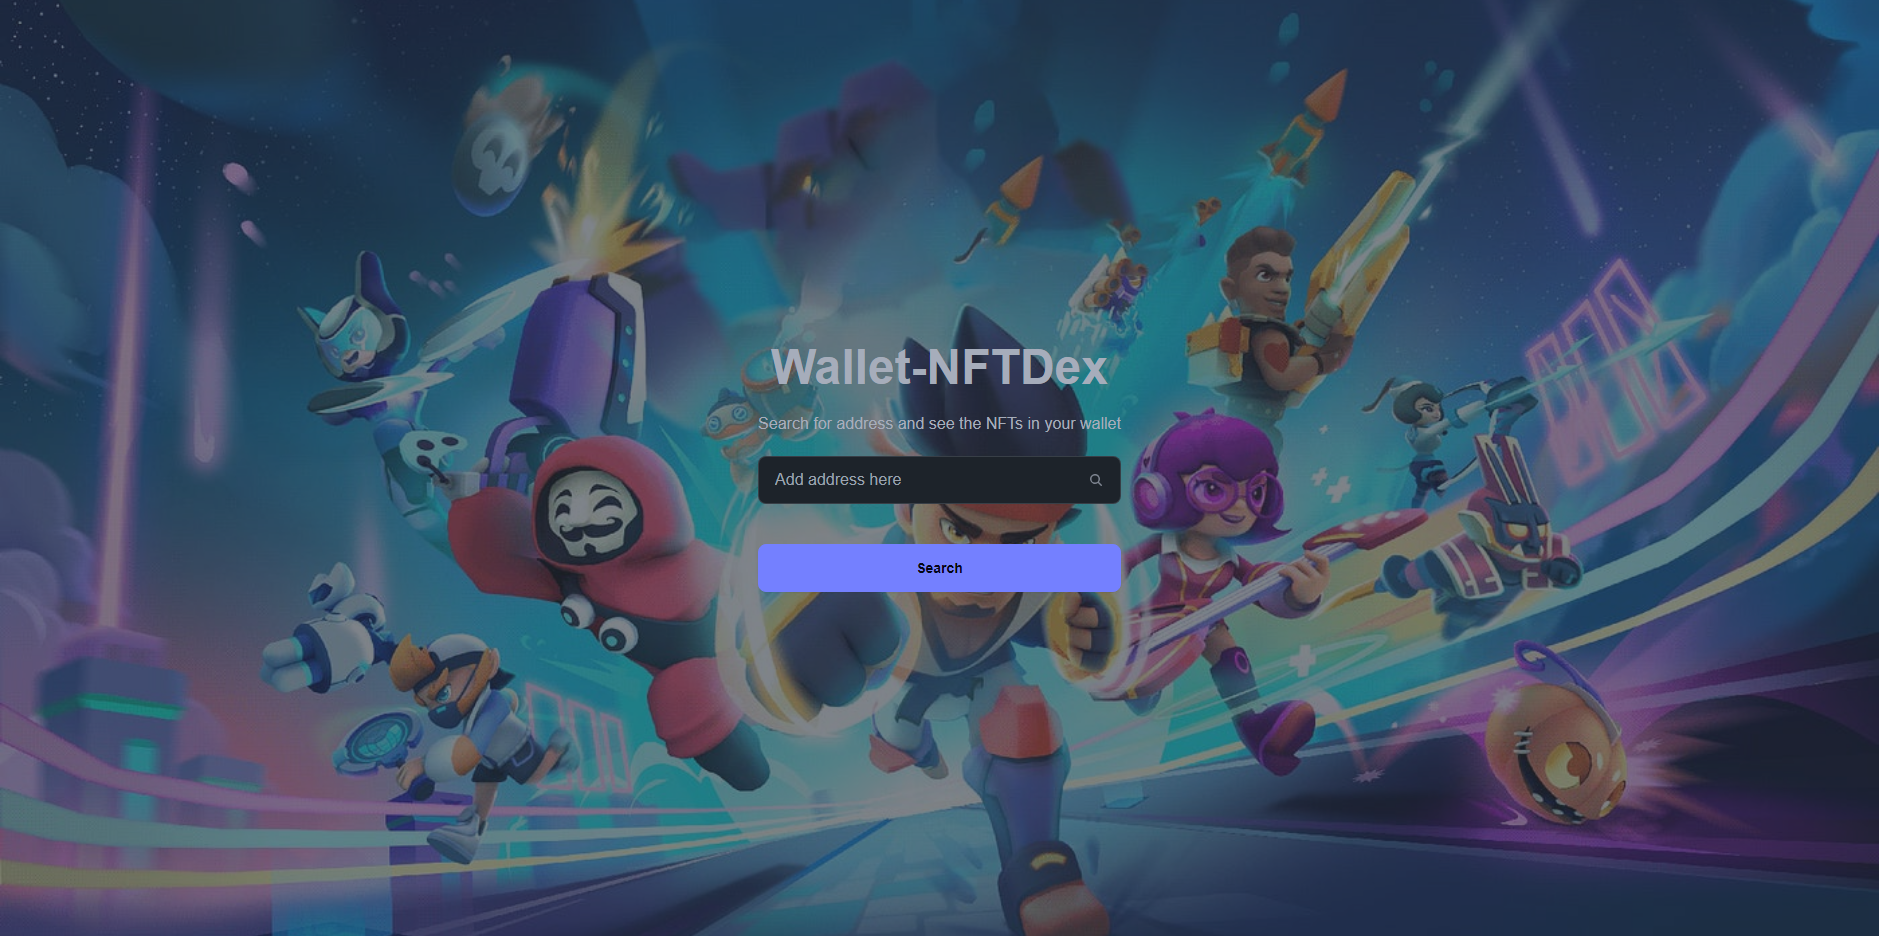 Wallet-NFTDex
Search for address and see the NFTs in your wallet
Add address here
Search